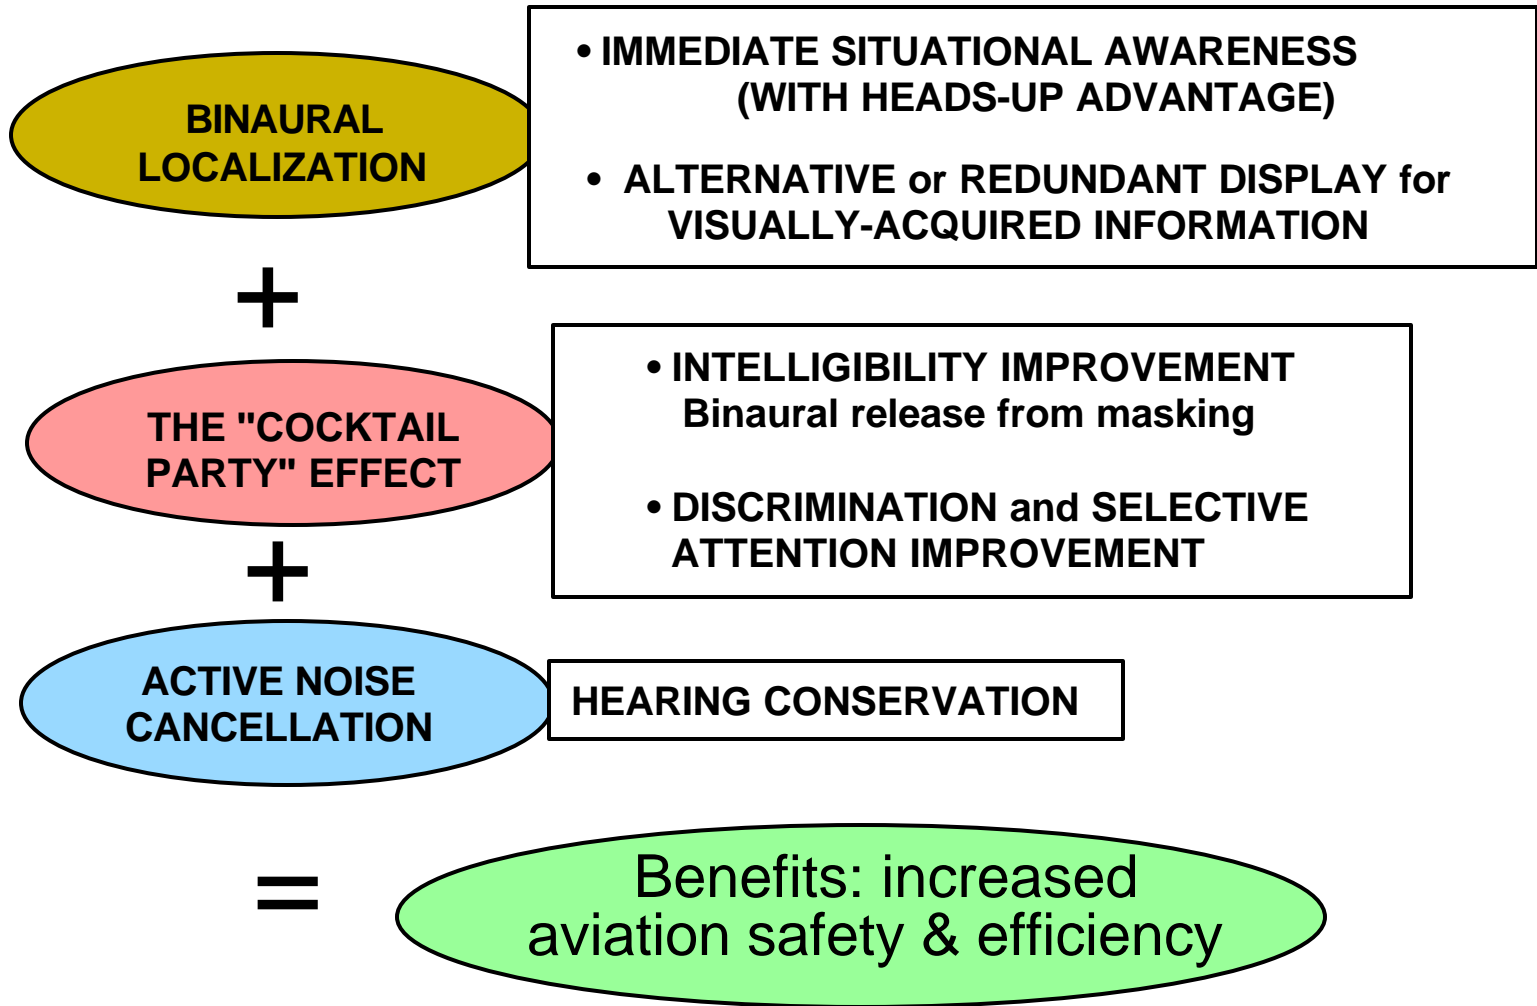 BINAURAL
LOCALIZATION
• IMMEDIATE SITUATIONAL AWARENESS
(WITH HEADS-UP ADVANTAGE)
• ALTERNATIVE or REDUNDANT DISPLAY for
VISUALLY-ACQUIRED INFORMATION
+
THE "COCKTAIL
PARTY" EFFECT
• INTELLIGIBILITY IMPROVEMENT
Binaural release from masking
• DISCRIMINATION and SELECTIVE
ATTENTION IMPROVEMENT
+
ACTIVE NOISE
CANCELLATION
HEARING CONSERVATION
=
Benefits: increased
aviation safety & efficiency